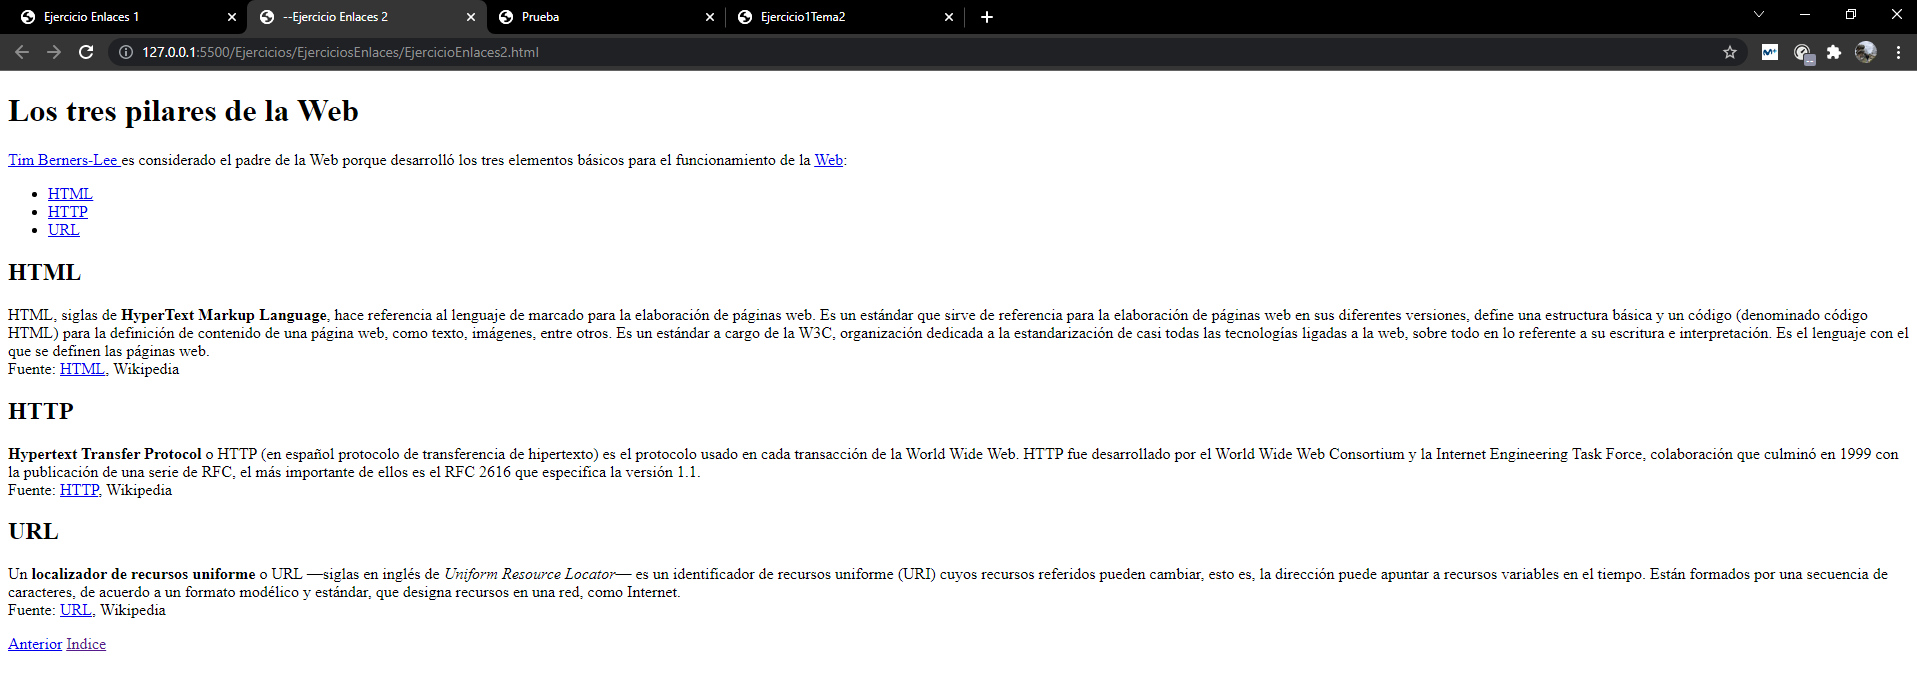 Ejercicio Enlaces 1
--Ejercicio Enlaces 2
Prueba
Ejercicio1Tema2
127.0.0.1:5500/Ejercicios/EjerciciosEnlaces/EjercicioEnlaces2.html
Los tres pilares de la Web
Tim Berners-Lee es considerado el padre de la Web porque desarrolló los tres elementos básicos para el funcionamiento de la Web:
• HTML
• HTTP
• URL
HTML
HTML, siglas de HyperText Markup Language, hace referencia al lenguaje de marcado para la elaboración de páginas web. Es un estándar que sirve de referencia para la elaboración de páginas web en sus diferentes versiones, define una estructura básica y un código (denominado código
HTML) para la definición de contenido de una página web, como texto, imágenes, entre otros. Es un estándar a cargo de la W3C, organización dedicada a la estandarización de casi todas las tecnologías ligadas a la web, sobre todo en lo referente a su escritura e interpretación. Es el lenguaje con el
que se definen las páginas web.
Fuente: HTML, Wikipedia
HTTP
Hypertext Transfer Protocol o HTTP (en español protocolo de transferencia de hipertexto) es el protocolo usado en cada transacción de la World Wide Web. HTTP fue desarrollado por el World Wide Web Consortium y la Internet Engineering Task Force, colaboración que culminó en 1999 con
la publicación de una serie de RFC, el más importante de ellos es el RFC 2616 que especifica la versión 1.1.
Fuente: HTTP, Wikipedia
URL
Un localizador de recursos uniforme o URL —siglas en inglés de Uniform Resource Locator— es un identificador de recursos uniforme (URI) cuyos recursos referidos pueden cambiar, esto es, la dirección puede apuntar a recursos variables en el tiempo. Están formados por una secuencia de
caracteres, de acuerdo a un formato modélico y estándar, que designa recursos en una red, como Internet.
Fuente: URL, Wikipedia
Anterior Indice